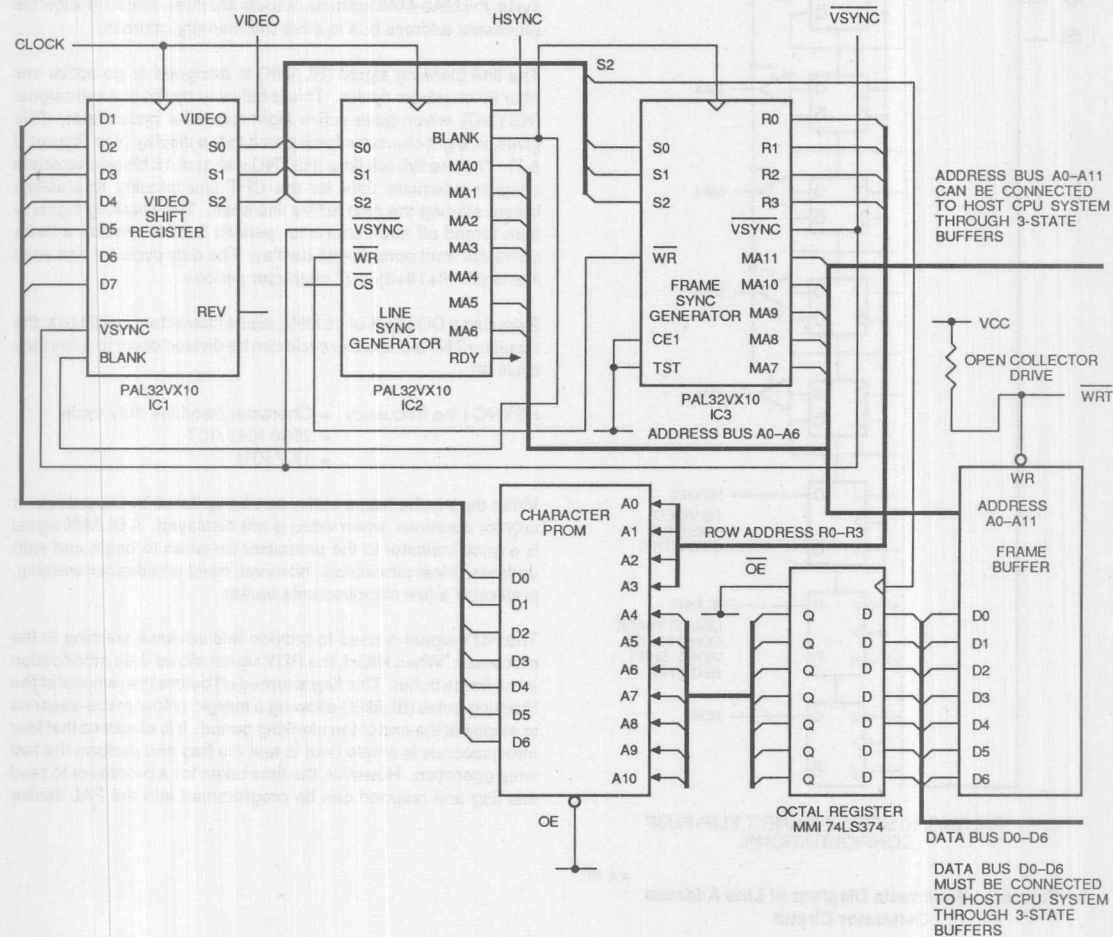 VIDEO
HSYNC
VSYNC
CLOCK
S2
D1
D2
D3
D4
D5
D6
D7
VSYNC
BLANK
VIDEO
S0
S1
S2
REV
VIDEO
SHIFT
REGISTER
PAL32VX10
IC1
S0
S1
S2
VSYNC
WR
CS
BLANK
MA0
MA1
MA2
MA3
MA4
MA5
MA6
RDY
LINE
SYNC
GENERATOR
PAL32VX10
IC2
S0
S1
S2
WR
CE1
TST
R0
R1
R2
R3
VSYNC
MA11
MA10
MA9
MA8
MA7
FRAME
SYNC
GENERATOR
PAL32VX10
IC3
ADDRESS BUS A0–A11
CAN BE CONNECTED
TO HOST CPU SYSTEM
THROUGH 3-STATE
BUFFERS
VCC
OPEN COLLECTOR
DRIVE
WRT
ADDRESS BUS A0–A6
CHARACTER
PROM
D0
D1
D2
D3
D4
D5
D6
A0
A1
A2
A3
A4
A5
A6
A7
A8
A9
A10
OE
ROW ADDRESS R0–R3
OE
Q D
Q D
Q D
Q D
Q D
Q D
Q D
OCTAL REGISTER
MMI 74LS374
WR
ADDRESS
A0–A11
FRAME
BUFFER
D0
D1
D2
D3
D4
D5
D6
DATA BUS D0–D6
DATA BUS D0–D6
MUST BE CONNECTED
TO HOST CPU SYSTEM
THROUGH 3-STATE
BUFFERS